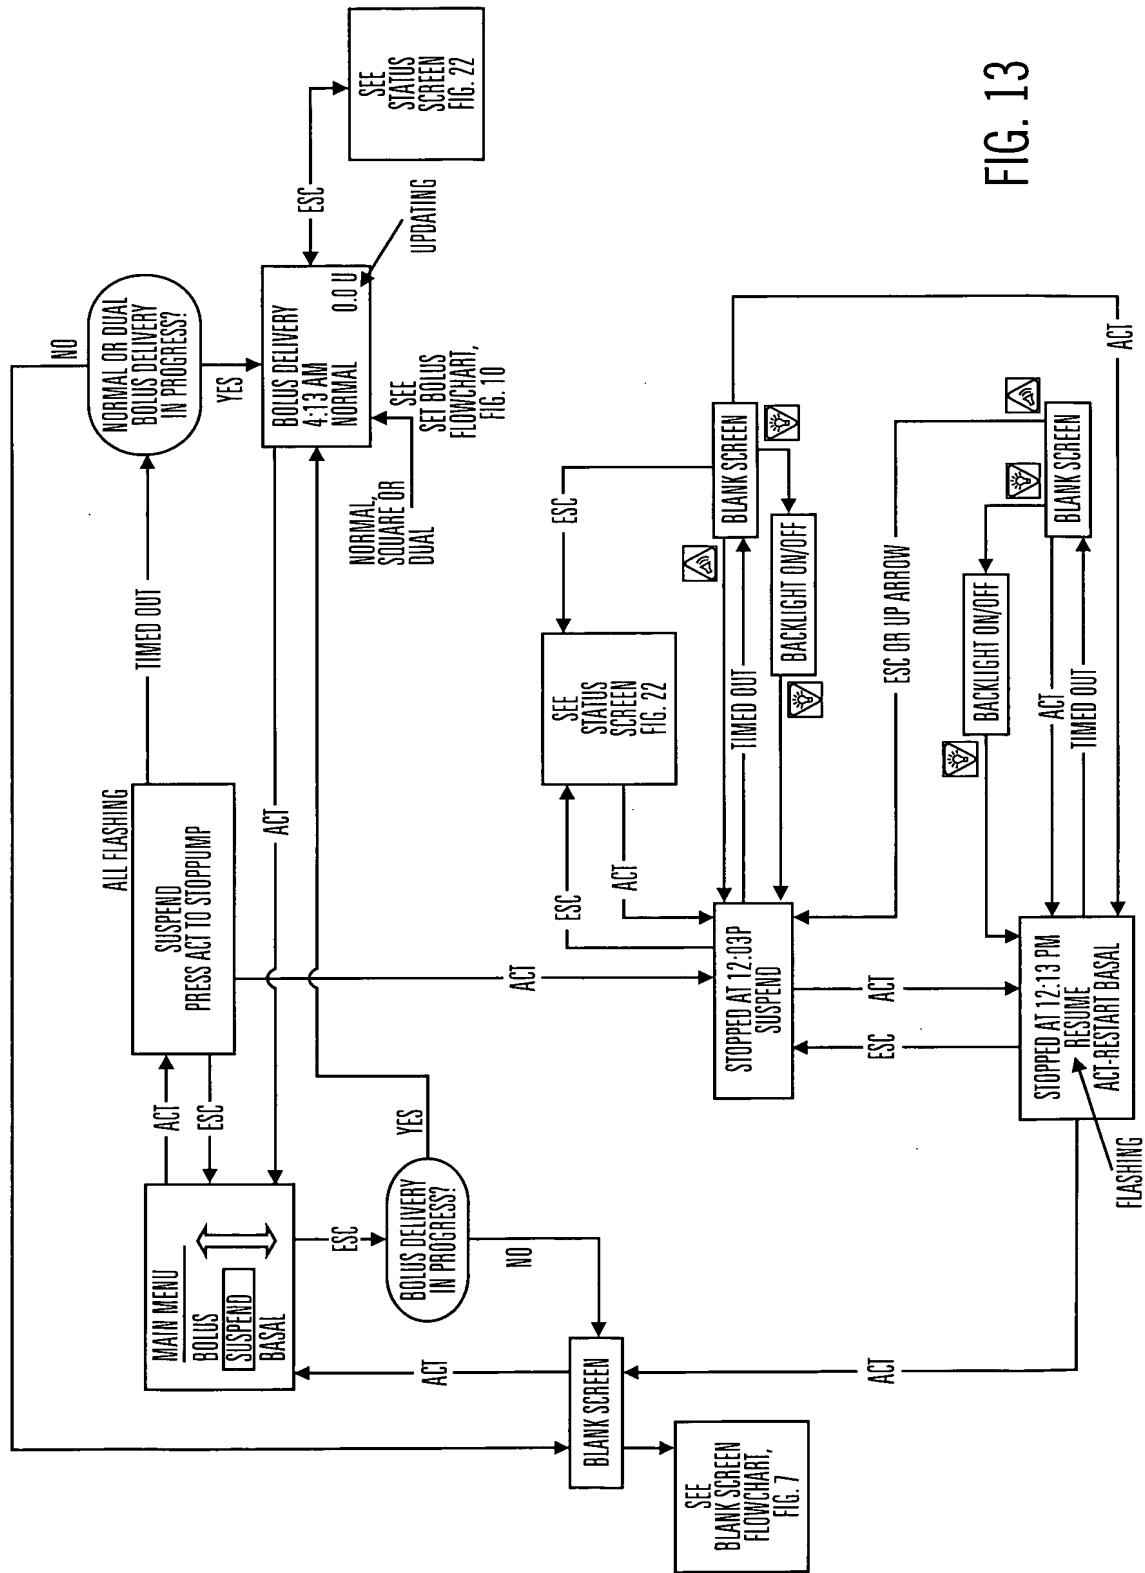 MAIN MENU
BOLUS
SUSPEND
BASAL
ACT
ESC
ALL FLASHING
SUSPEND
PRESS ACT TO STOPPUMP
TIMED OUT
NO
NORMAL OR DUAL
BOLUS DELIVERY
IN PROGRESS?
YES
ACT
BOLUS DELIVERY
4:13 AM
NORMAL
0.0 U
ESC
SEE
STATUS
SCREEN
FIG. 22
UPDATING
NORMAL,
SQUARE OR
DUAL
SEE
SET BOLUS
FLOWCHART,
FIG. 10
ESC
BOLUS DELIVERY
IN PROGRESS?
YES
NO
ACT
BLANK SCREEN
SEE
BLANK SCREEN
FLOWCHART,
FIG. 7
ACT
ACT
ESC
ACT
SEE
STATUS
SCREEN
FIG. 22
ESC
STOPPED AT 12:03P
SUSPEND
TIMED OUT
BLANK SCREEN
BACKLIGHT ON/OFF
ACT
ESC
ESC OR UP ARROW
ACT
STOPPED AT 12:13 PM
RESUME
ACT-RESTART BASAL
FLASHING
BACKLIGHT ON/OFF
ACT
TIMED OUT
BLANK SCREEN
FIG. 13